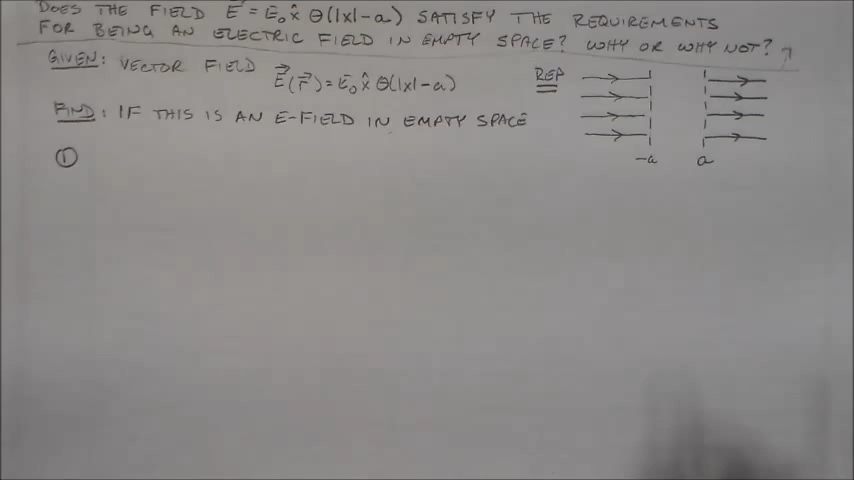 DOES THE FIELD E⃗ = E₀ x̂ Θ(|x|-a) SATISFY THE REQUIREMENTS
FOR BEING AN ELECTRIC FIELD IN EMPTY SPACE? WHY OR WHY NOT?
GIVEN: VECTOR FIELD E⃗(r⃗) = E₀ x̂ Θ(|x|-a)
REP
FIND: IF THIS IS AN E-FIELD IN EMPTY SPACE
-a a
①